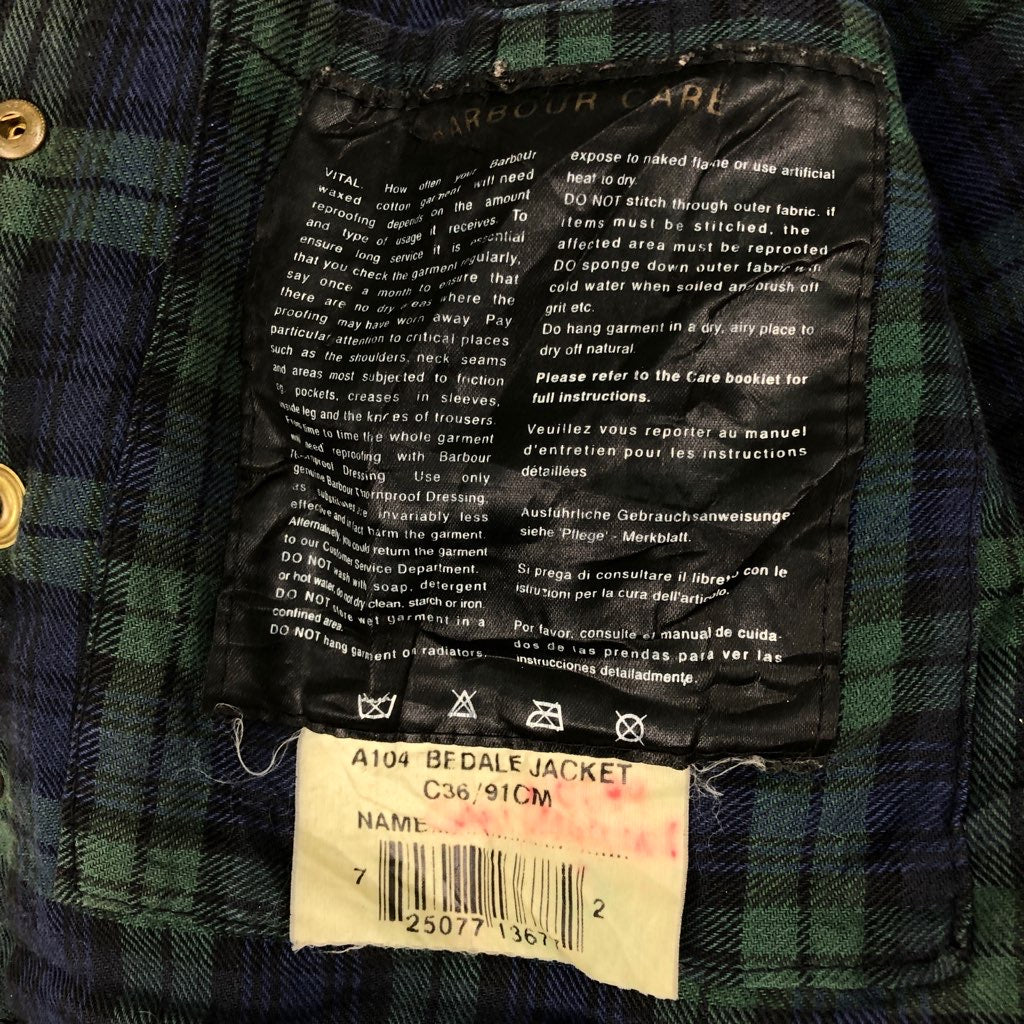 BARBOUR CARE
VITAL. How often your Barbour
waxed cotton garment will need
reproofing depends on the amount
and type of usage it receives. To
ensure long service it is essential
that you check the garment regularly,
say once a month to ensure that
there are no dry areas where the
proofing may have worn away. Pay
particular attention to critical places
such as the shoulders, neck seams
and areas most subjected to friction
eg. pockets, creases in sleeves,
inside leg and the knees of trousers.
From time to time the whole garment
will need reproofing with Barbour
Thornproof Dressing. Use only
genuine Barbour Thornproof Dressing,
as substitutes are invariably less
effective and in fact harm the garment.
Alternatively, you could return the garment
to our Customer Service Department.
DO NOT wash with soap, detergent
or hot water, do not dry clean, starch or iron.
DO NOT store wet garment in a
confined area.
DO NOT hang garment on radiators,
expose to naked flame or use artificial
heat to dry.
DO NOT stitch through outer fabric. if
items must be stitched, the
affected area must be reproofed
DO sponge down outer fabric with
cold water when soiled and brush off
grit etc.
Do hang garment in a dry, airy place to
dry off natural.
Please refer to the Care booklet for
full instructions.
Veuillez vous reporter au manuel
d'entretien pour les instructions
détaillées
Ausführliche Gebrauchsanweisunge
siehe 'Pflege' - Merkblatt.
Si prega di consultare il libretto con le
istruzioni per la cura dell'articolo.
Por favor, consulte el manual de cuida-
dos de las prendas para ver las
instrucciones detalladmente.
A104 BEDALE JACKET
C36/91CM
NAME
7 25077 1367 2